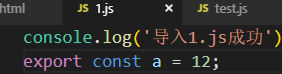 html JS 1.js JS test.js
console.log('导入1.js成功')
export const a = 12;